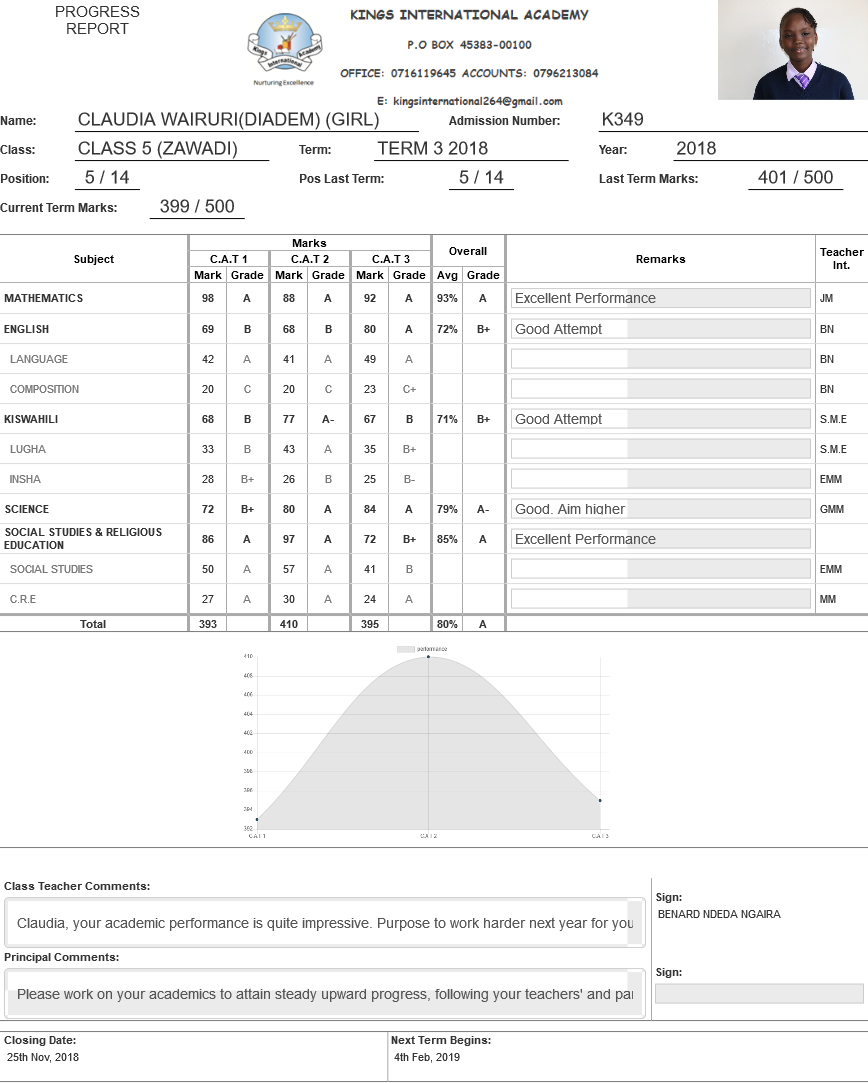 PROGRESS
REPORT
Kings International Academy
Nurturing Excellence
KINGS INTERNATIONAL ACADEMY
P.O BOX 45383-00100
OFFICE: 0716119645 ACCOUNTS: 0796213084
E: kingsinternational264@gmail.com
Name: CLAUDIA WAIRURI(DIADEM) (GIRL) Admission Number: K349
Class: CLASS 5 (ZAWADI) Term: TERM 3 2018 Year: 2018
Position: 5 / 14 Pos Last Term: 5 / 14 Last Term Marks: 401 / 500
Current Term Marks: 399 / 500
Subject Marks Overall Remarks Teacher Int.
C.A.T 1 C.A.T 2 C.A.T 3
Mark Grade Mark Grade Mark Grade Avg Grade
MATHEMATICS 98 A 88 A 92 A 93% A Excellent Performance JM
ENGLISH 69 B 68 B 80 A 72% B+ Good Attempt BN
LANGUAGE 42 A 41 A 49 A BN
COMPOSITION 20 C 20 C 23 C+ BN
KISWAHILI 68 B 77 A- 67 B 71% B+ Good Attempt S.M.E
LUGHA 33 B 43 A 35 B+ S.M.E
INSHA 28 B+ 26 B 25 B- EMM
SCIENCE 72 B+ 80 A 84 A 79% A- Good. Aim higher GMM
SOCIAL STUDIES & RELIGIOUS
EDUCATION 86 A 97 A 72 B+ 85% A Excellent Performance
SOCIAL STUDIES 50 A 57 A 41 B EMM
C.R.E 27 A 30 A 24 A MM
Total 393 410 395 80% A
performance
410
408
406
404
402
400
398
396
394
392
C.A.T 1 C.A.T 2 C.A.T 3
Class Teacher Comments:
Claudia, your academic performance is quite impressive. Purpose to work harder next year for you
Sign:
BENARD NDEDA NGAIRA
Principal Comments:
Please work on your academics to attain steady upward progress, following your teachers' and par
Sign:
Closing Date: Next Term Begins:
25th Nov, 2018 4th Feb, 2019